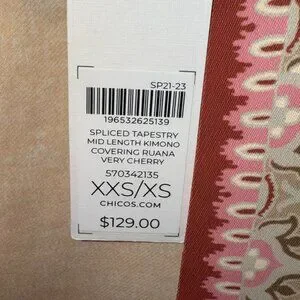 SP21-23
196532625139
SPLICED TAPESTRY
MID LENGTH KIMONO
COVERING RUANA
VERY CHERRY
570342135
XXS/XS
CHICOS.COM
$129.00